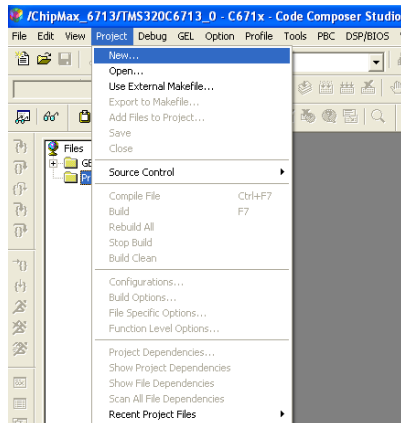 /ChipMax_6713/TMS320C6713_0 - C671x - Code Composer Studio
File Edit View Project Debug GEL Option Profile Tools PBC DSP/BIOS
New...
Open...
Use External Makefile...
Export to Makefile...
Add Files to Project...
Save
Close
Files
GE
Pr
Source Control
Compile File Ctrl+F7
Build F7
Rebuild All
Stop Build
Build Clean
Configurations...
Build Options...
File Specific Options...
Function Level Options...
Project Dependencies...
Show Project Dependencies
Show File Dependencies
Scan All File Dependencies
Recent Project Files